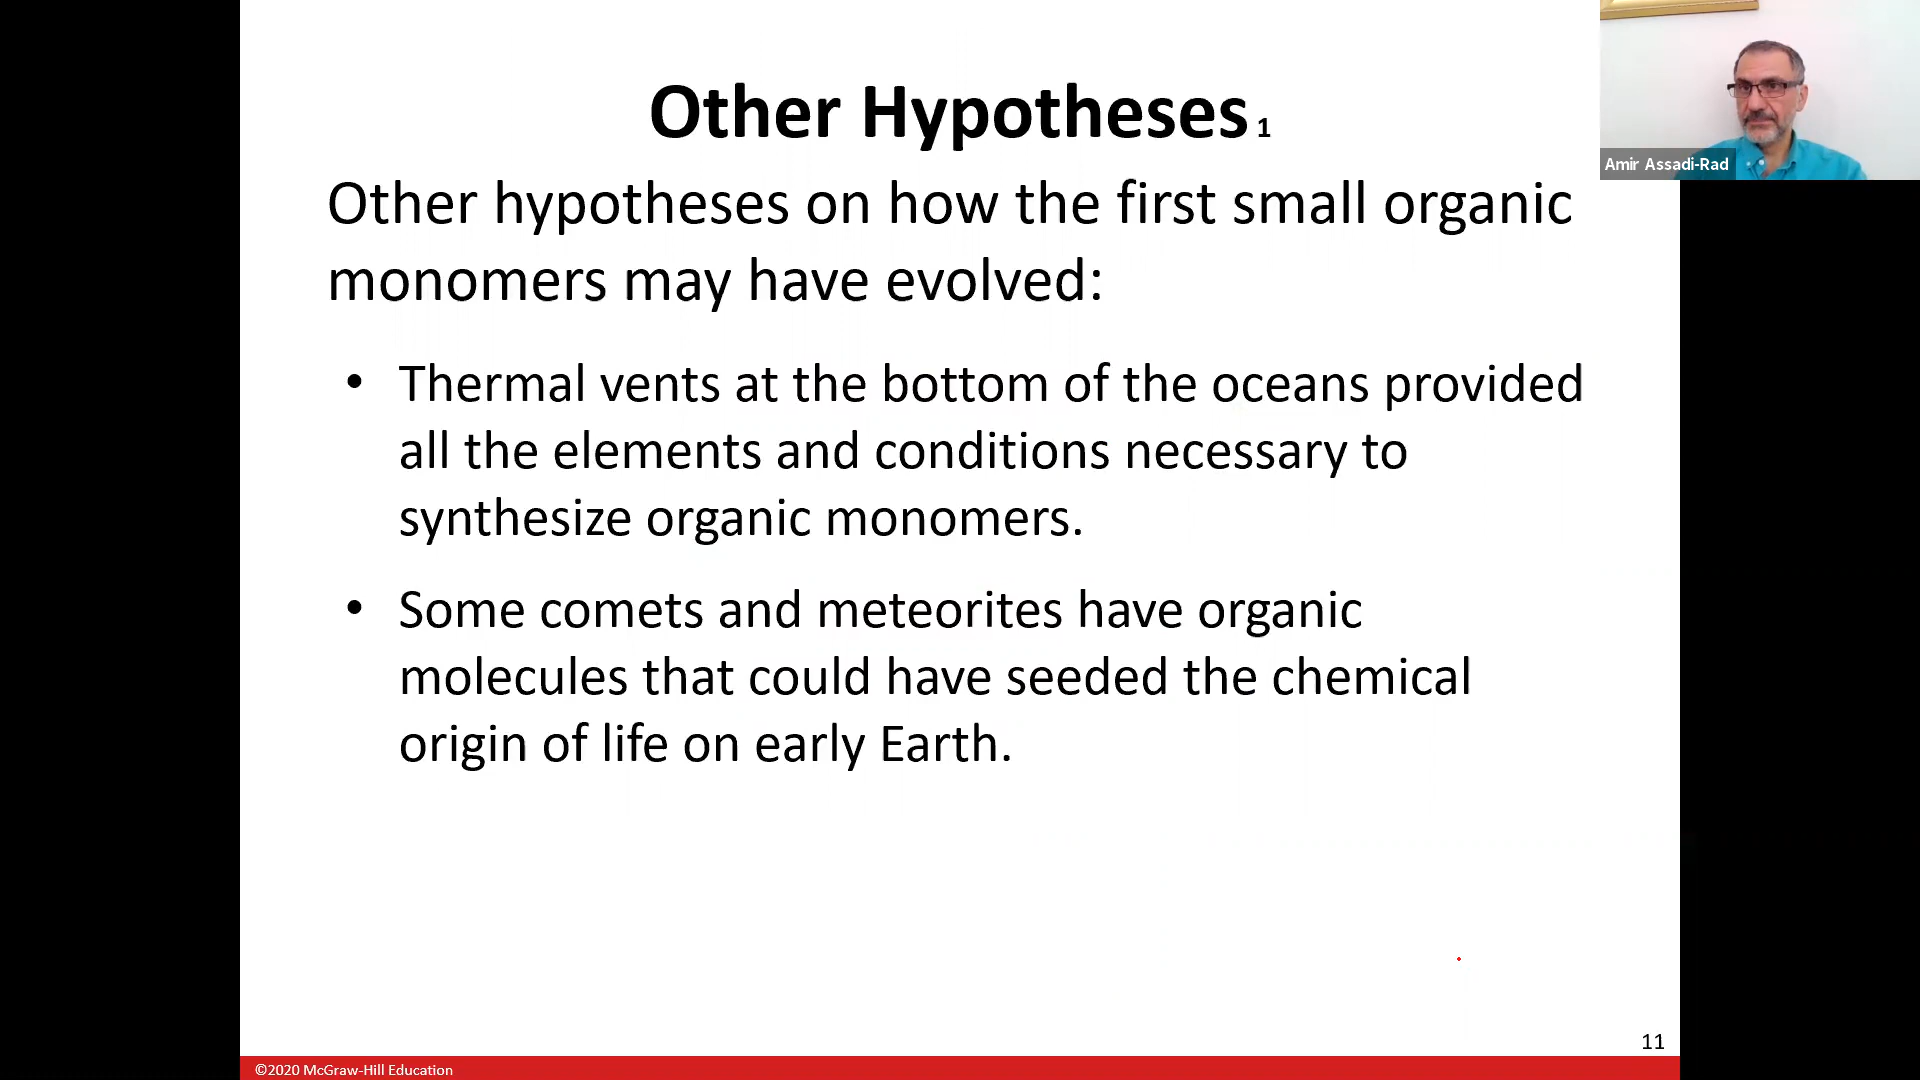 Other Hypotheses 1
Amir Assadi-Rad
Other hypotheses on how the first small organic
monomers may have evolved:
• Thermal vents at the bottom of the oceans provided
all the elements and conditions necessary to
synthesize organic monomers.
• Some comets and meteorites have organic
molecules that could have seeded the chemical
origin of life on early Earth.
11
©2020 McGraw-Hill Education